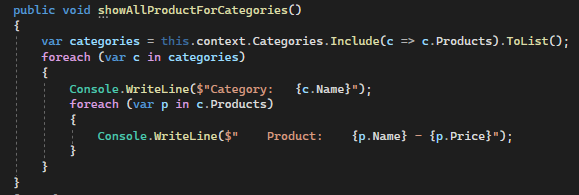 public void showAllProductForCategories()
{
    var categories = this.context.Categories.Include(c => c.Products).ToList();
    foreach (var c in categories)
    {
        Console.WriteLine($"Category:   {c.Name}");
        foreach (var p in c.Products)
        {
            Console.WriteLine($"    Product:    {p.Name} - {p.Price}");
        }
    }
}